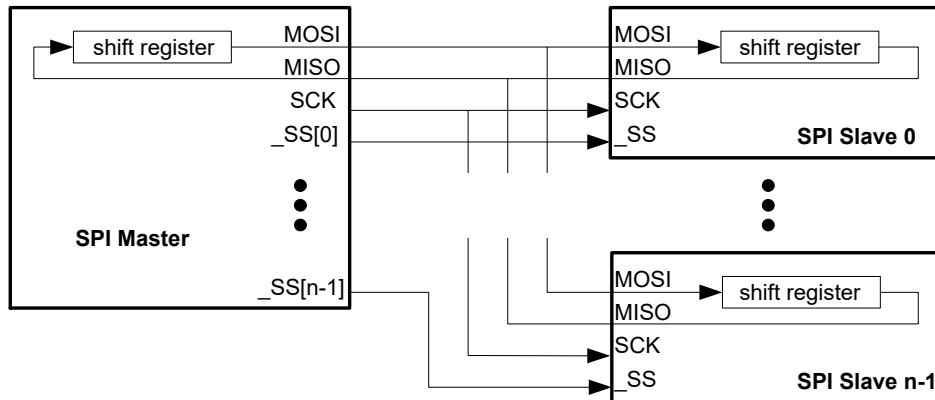 shift register
MOSI
MISO
SCK
_SS[0]
SPI Master
_SS[n-1]
MOSI
shift register
MISO
SCK
_SS
SPI Slave 0
MOSI
shift register
MISO
SCK
_SS
SPI Slave n-1